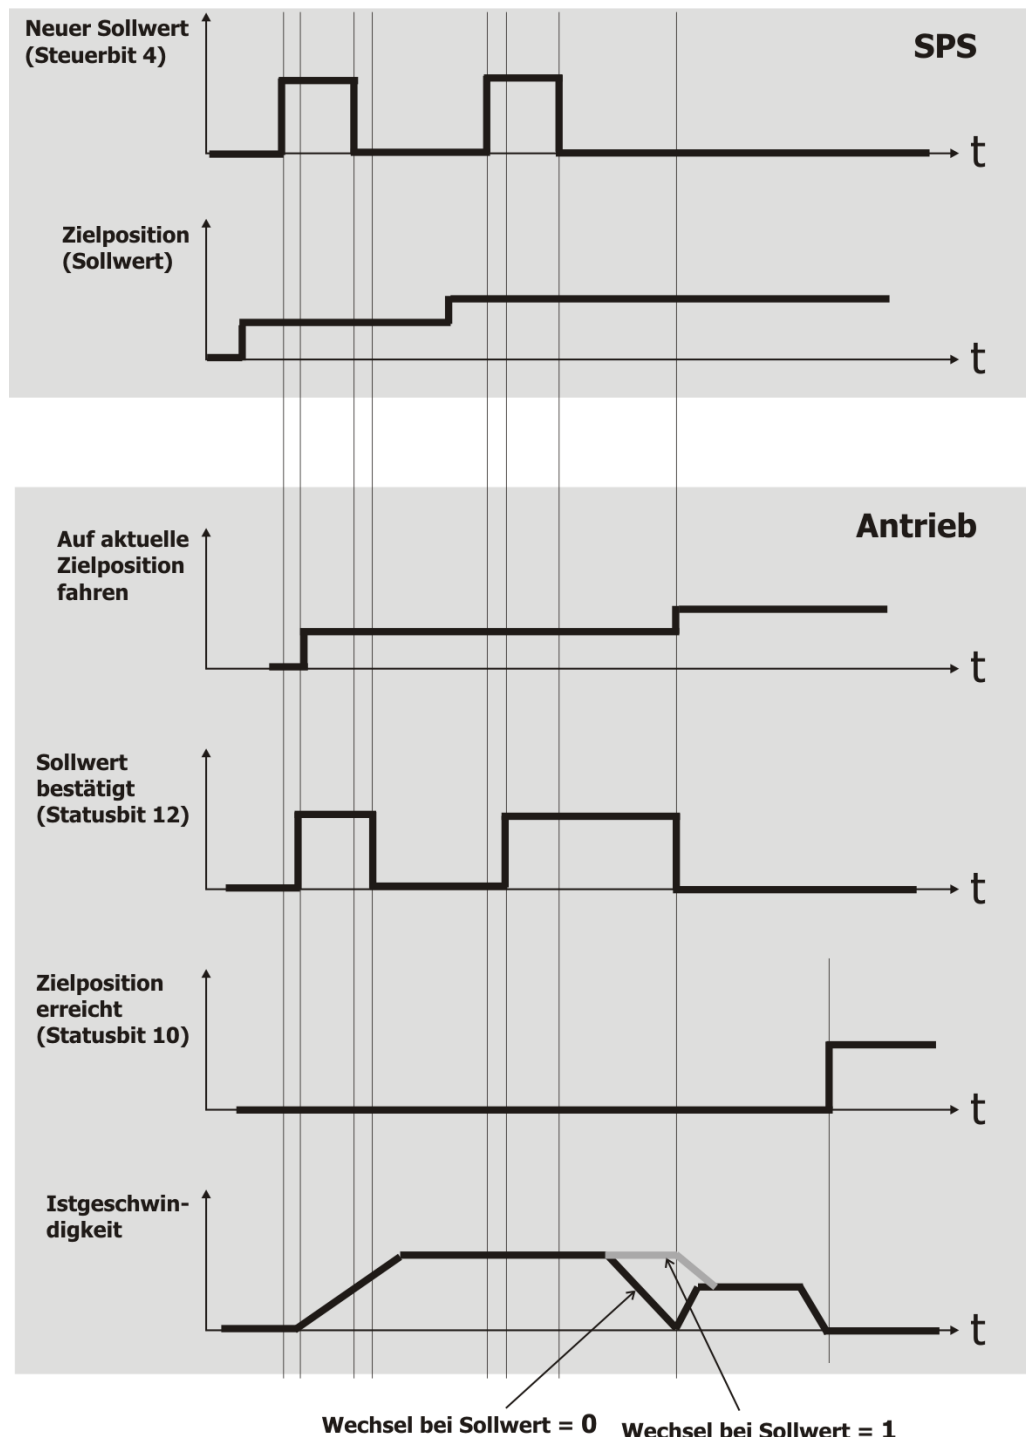 Neuer Sollwert
(Steuerbit 4)
SPS
t
Zielposition
(Sollwert)
t
Antrieb
Auf aktuelle
Zielposition
fahren
t
Sollwert
bestätigt
(Statusbit 12)
t
Zielposition
erreicht
(Statusbit 10)
t
Istgeschwin-
digkeit
t
Wechsel bei Sollwert = 0
Wechsel bei Sollwert = 1